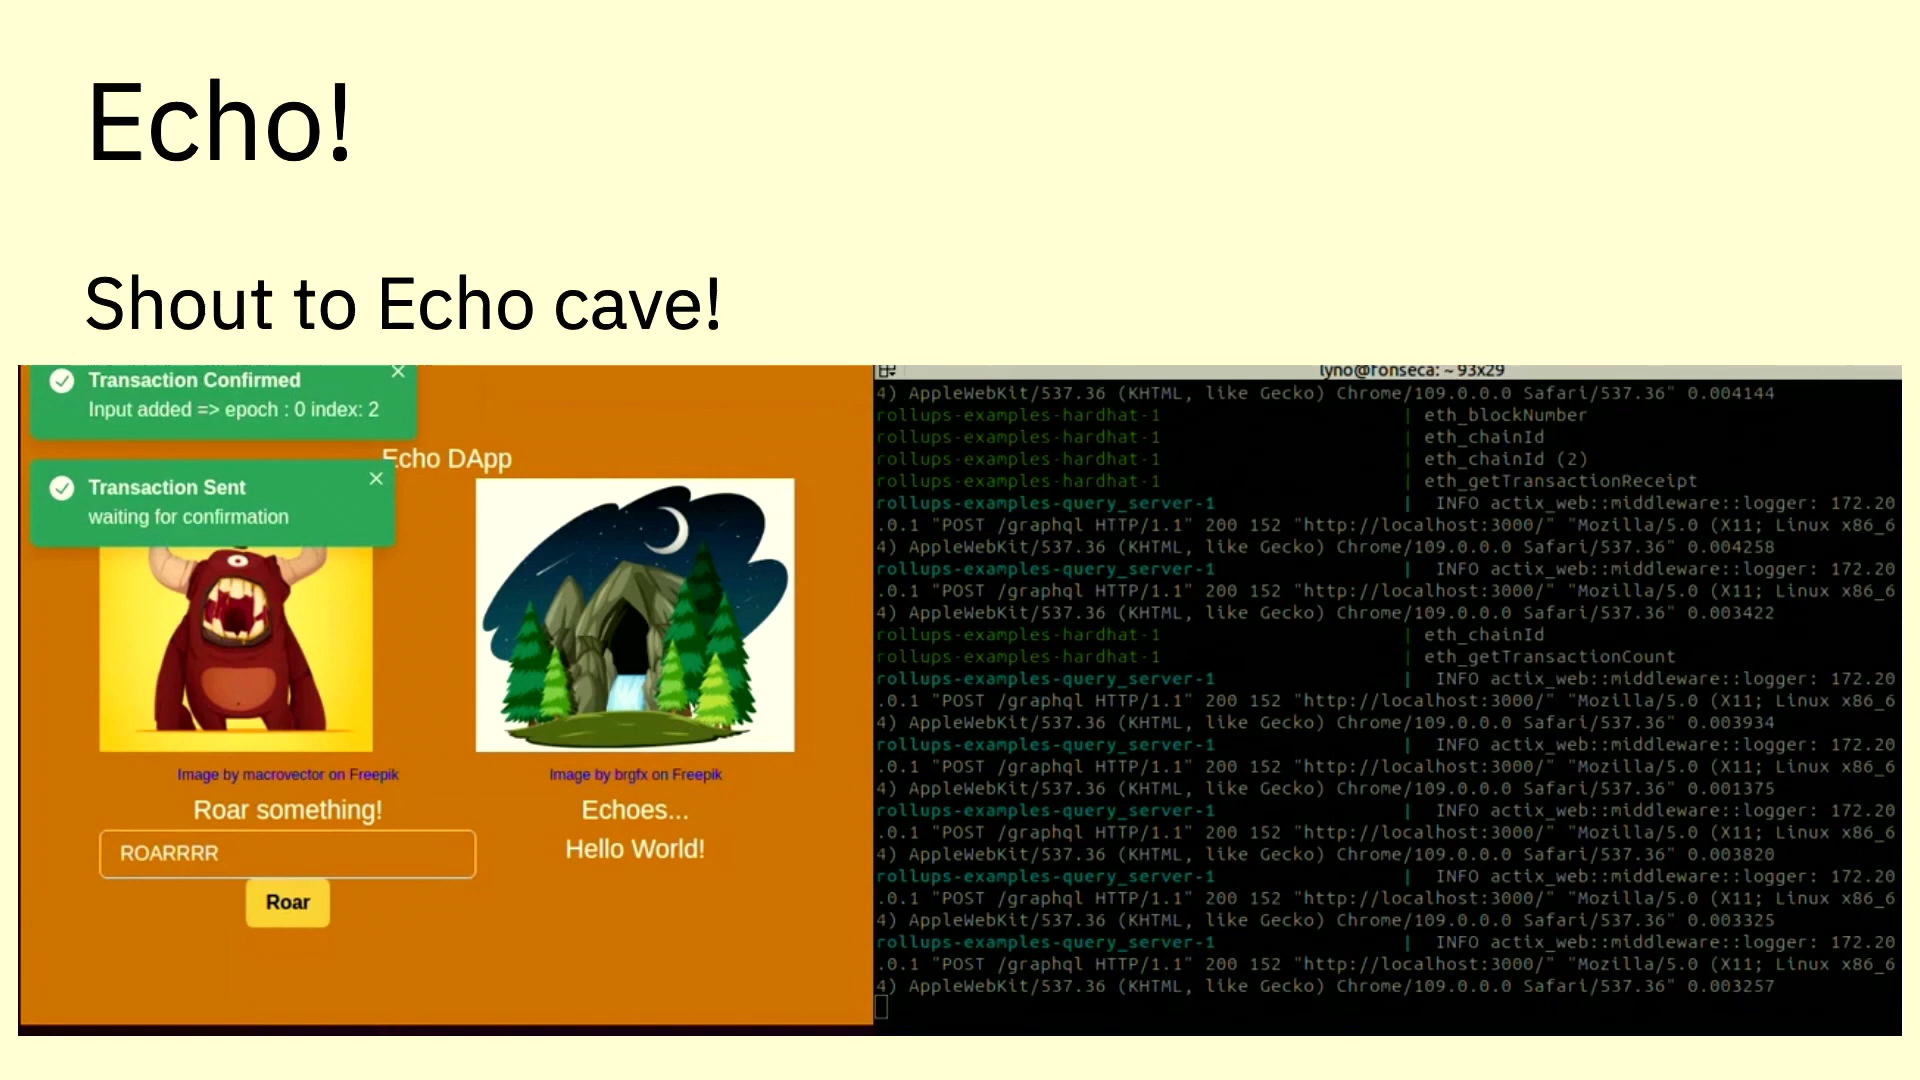 Echo!
Shout to Echo cave!
Transaction Confirmed
Input added => epoch : 0 index: 2
Echo DApp
Transaction Sent
waiting for confirmation
Image by macrovector on Freepik
Image by brgfx on Freepik
Roar something!
Echoes...
ROARRRR
Hello World!
Roar
lyno@fonseca: ~ 93x29
4) AppleWebKit/537.36 (KHTML, like Gecko) Chrome/109.0.0.0 Safari/537.36" 0.004144
rollups-examples-hardhat-1 | eth_blockNumber
rollups-examples-hardhat-1 | eth_chainId
rollups-examples-hardhat-1 | eth_chainId (2)
rollups-examples-hardhat-1 | eth_getTransactionReceipt
rollups-examples-query_server-1 | INFO actix_web::middleware::logger: 172.20
.0.1 "POST /graphql HTTP/1.1" 200 152 "http://localhost:3000/" "Mozilla/5.0 (X11; Linux x86_6
4) AppleWebKit/537.36 (KHTML, like Gecko) Chrome/109.0.0.0 Safari/537.36" 0.004258
rollups-examples-query_server-1 | INFO actix_web::middleware::logger: 172.20
.0.1 "POST /graphql HTTP/1.1" 200 152 "http://localhost:3000/" "Mozilla/5.0 (X11; Linux x86_6
4) AppleWebKit/537.36 (KHTML, like Gecko) Chrome/109.0.0.0 Safari/537.36" 0.003422
rollups-examples-hardhat-1 | eth_chainId
rollups-examples-hardhat-1 | eth_getTransactionCount
rollups-examples-query_server-1 | INFO actix_web::middleware::logger: 172.20
.0.1 "POST /graphql HTTP/1.1" 200 152 "http://localhost:3000/" "Mozilla/5.0 (X11; Linux x86_6
4) AppleWebKit/537.36 (KHTML, like Gecko) Chrome/109.0.0.0 Safari/537.36" 0.003934
rollups-examples-query_server-1 | INFO actix_web::middleware::logger: 172.20
.0.1 "POST /graphql HTTP/1.1" 200 152 "http://localhost:3000/" "Mozilla/5.0 (X11; Linux x86_6
4) AppleWebKit/537.36 (KHTML, like Gecko) Chrome/109.0.0.0 Safari/537.36" 0.001375
rollups-examples-query_server-1 | INFO actix_web::middleware::logger: 172.20
.0.1 "POST /graphql HTTP/1.1" 200 152 "http://localhost:3000/" "Mozilla/5.0 (X11; Linux x86_6
4) AppleWebKit/537.36 (KHTML, like Gecko) Chrome/109.0.0.0 Safari/537.36" 0.003820
rollups-examples-query_server-1 | INFO actix_web::middleware::logger: 172.20
.0.1 "POST /graphql HTTP/1.1" 200 152 "http://localhost:3000/" "Mozilla/5.0 (X11; Linux x86_6
4) AppleWebKit/537.36 (KHTML, like Gecko) Chrome/109.0.0.0 Safari/537.36" 0.003325
rollups-examples-query_server-1 | INFO actix_web::middleware::logger: 172.20
.0.1 "POST /graphql HTTP/1.1" 200 152 "http://localhost:3000/" "Mozilla/5.0 (X11; Linux x86_6
4) AppleWebKit/537.36 (KHTML, like Gecko) Chrome/109.0.0.0 Safari/537.36" 0.003257